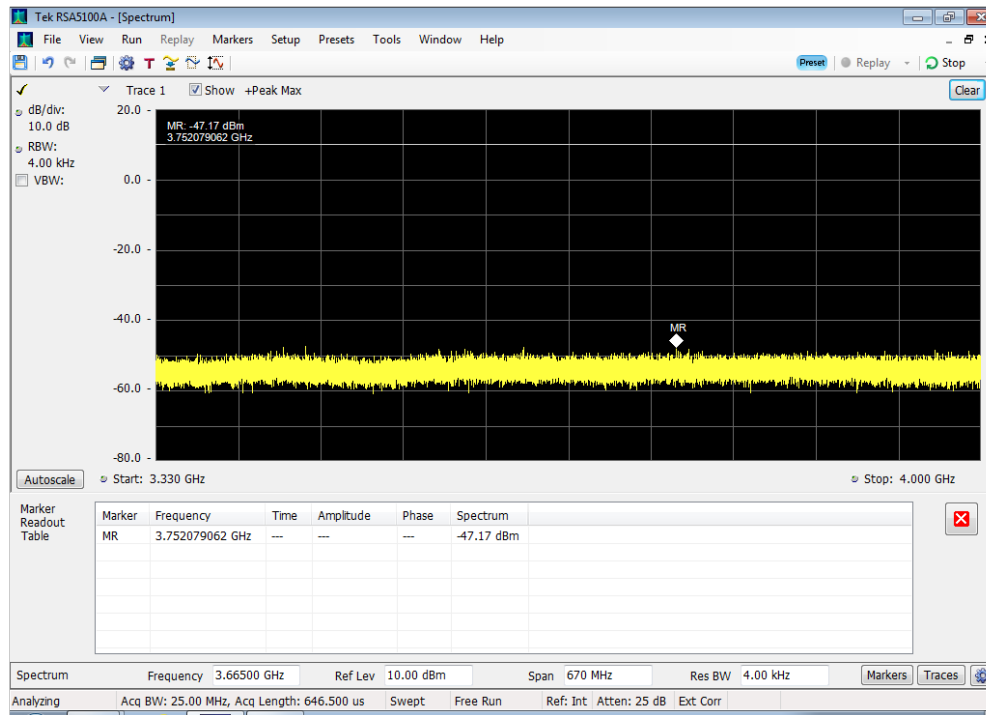 Tek RSA5100A - [Spectrum]
File View Run Replay Markers Setup Presets Tools Window Help
T Preset Replay Stop
Trace 1 Show +Peak Max Clear
dB/div:
10.0 dB
RBW:
4.00 kHz
VBW:
20.0
0.0
-20.0
-40.0
-60.0
-80.0
MR: -47.17 dBm
3.752079062 GHz
MR
Autoscale Start: 3.330 GHz Stop: 4.000 GHz
Marker
Readout
Table
Marker Frequency Time Amplitude Phase Spectrum
MR 3.752079062 GHz --- --- --- -47.17 dBm
Spectrum Frequency 3.66500 GHz Ref Lev 10.00 dBm Span 670 MHz Res BW 4.00 kHz Markers Traces
Analyzing Acq BW: 25.00 MHz, Acq Length: 646.500 us Swept Free Run Ref: Int Atten: 25 dB Ext Corr